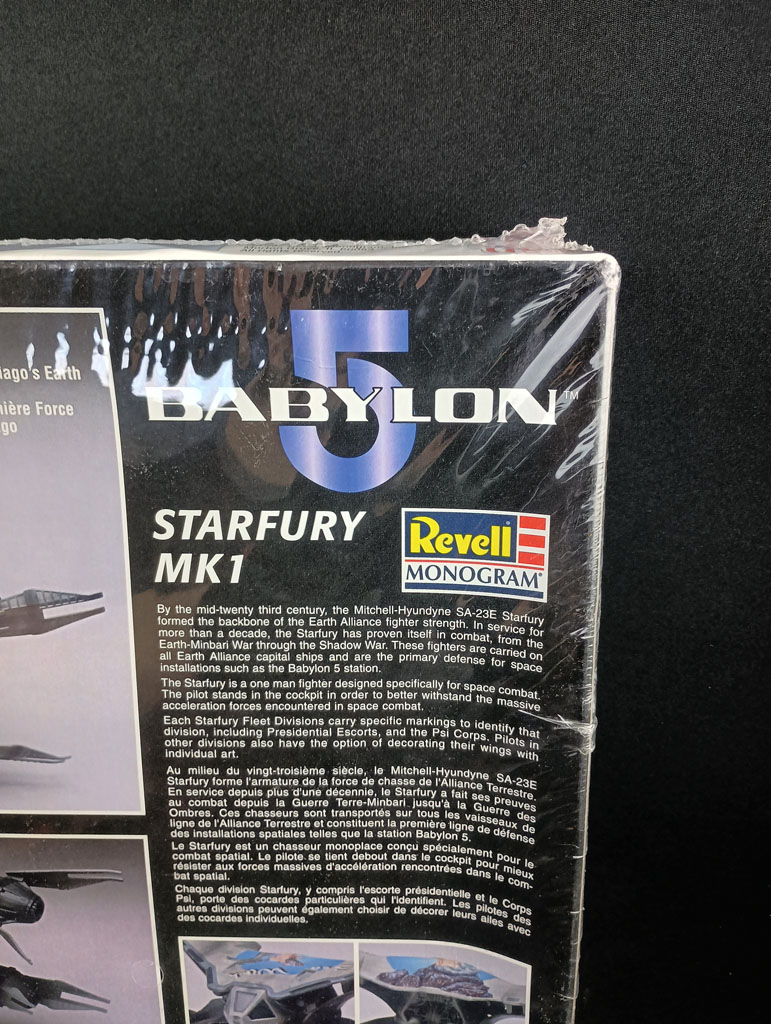 iago's Earth
ière Force
go
5
BABYLON™
STARFURY
MK1
Revell®
MONOGRAM®
By the mid-twenty third century, the Mitchell-Hyundyne SA-23E Starfury
formed the backbone of the Earth Alliance fighter strength. In service for
more than a decade, the Starfury has proven itself in combat, from the
Earth-Minbari War through the Shadow War. These fighters are carried on
all Earth Alliance capital ships and are the primary defense for space
installations such as the Babylon 5 station.
The Starfury is a one man fighter designed specifically for space combat.
The pilot stands in the cockpit in order to better withstand the massive
acceleration forces encountered in space combat.
Each Starfury Fleet Divisions carry specific markings to identify that
division, including Presidential Escorts, and the Psi Corps. Pilots in
other divisions also have the option of decorating their wings with
individual art.
Au milieu du vingt-troisième siècle, le Mitchell-Hyundyne SA-23E
Starfury forme l'armature de la force de chasse de l'Alliance Terrestre.
En service depuis plus d'une décennie, le Starfury a fait ses preuves
au combat depuis la Guerre Terre-Minbari jusqu'à la Guerre des
Ombres. Ces chasseurs sont transportés sur tous les vaisseaux de
ligne de l'Alliance Terrestre et constituent la première ligne de défense
des installations spatiales telles que la station Babylon 5.
Le Starfury est un chasseur monoplace conçu spécialement pour le
combat spatial. Le pilote se tient debout dans le cockpit pour mieux
résister aux forces massives d'accélération rencontrées dans le com-
bat spatial.
Chaque division Starfury, y compris l'escorte présidentielle et le Corps
Psi, porte des cocardes particulières qui l'identifient. Les pilotes des
autres divisions peuvent également choisir de décorer leurs ailes avec
des cocardes individuelles.
BABYLON